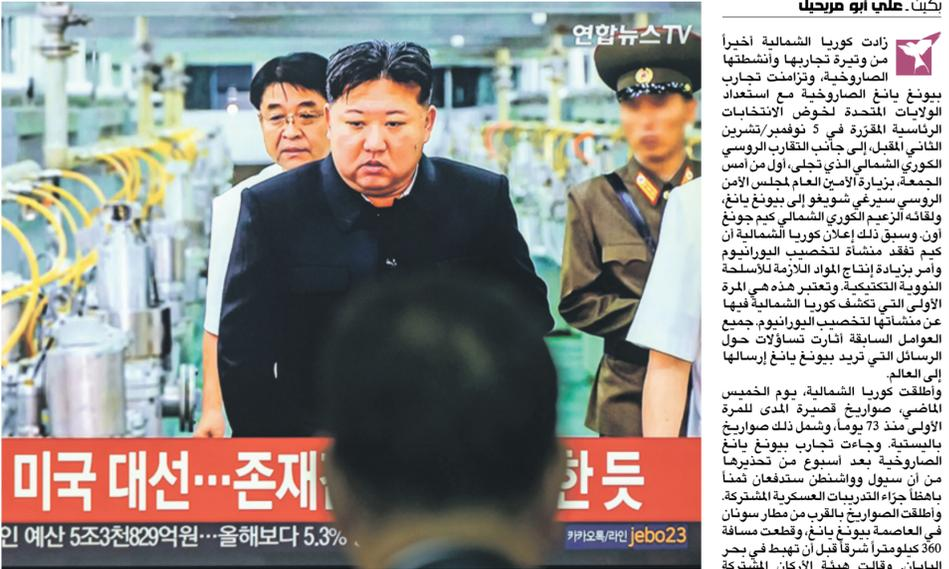 연합뉴스TV
미국 대선…존재
한 듯
인 예산 5조3천829억원…올해보다 5.3%
카카오톡/라인 jebo23
بكين ـ علي أبو مريحيل
زادت كوريا الشمالية أخيراً
من وتيرة تجاربها وأنشطتها
الصاروخية، وتزامنت تجارب
بيونغ يانغ الصاروخية مع استعداد
الولايات المتحدة لخوض الانتخابات
الرئاسية المقرّرة في 5 نوفمبر/تشرين
الثاني المقبل، إلى جانب التقارب الروسي
الكوري الشمالي الذي تجلى، أول من أمس
الجمعة، بزيارة الأمين العام لمجلس الأمن
الروسي سيرغي شويغو إلى بيونغ يانغ،
ولقائه الزعيم الكوري الشمالي كيم جونغ
أون. وسبق ذلك إعلان كوريا الشمالية أن
كيم تفقد منشأة لتخصيب اليورانيوم
وأمر بزيادة إنتاج المواد اللازمة للأسلحة
النووية التكتيكية. وتعتبر هذه هي المرة
الأولى التي تكشف كوريا الشمالية فيها
عن منشآتها لتخصيب اليورانيوم. جميع
العوامل السابقة أثارت تساؤلات حول
الرسائل التي تريد بيونغ يانغ إرسالها
إلى العالم.
وأطلقت كوريا الشمالية، يوم الخميس
الماضي، صواريخ قصيرة المدى للمرة
الأولى منذ 73 يوماً، وشمل ذلك صواريخ
باليستية. وجاءت تجارب بيونغ يانغ
الصاروخية بعد أسبوع من تحذيرها
من أن سيول وواشنطن ستدفعان ثمناً
باهظاً جرّاء التدريبات العسكرية المشتركة.
وأطلقت الصواريخ بالقرب من مطار سونان
في العاصمة بيونغ يانغ، وقطعت مسافة
360 كيلومتراً شرقاً قبل أن تهبط في بحر
اليابان. وقالت هيئة الأركان المشتركة